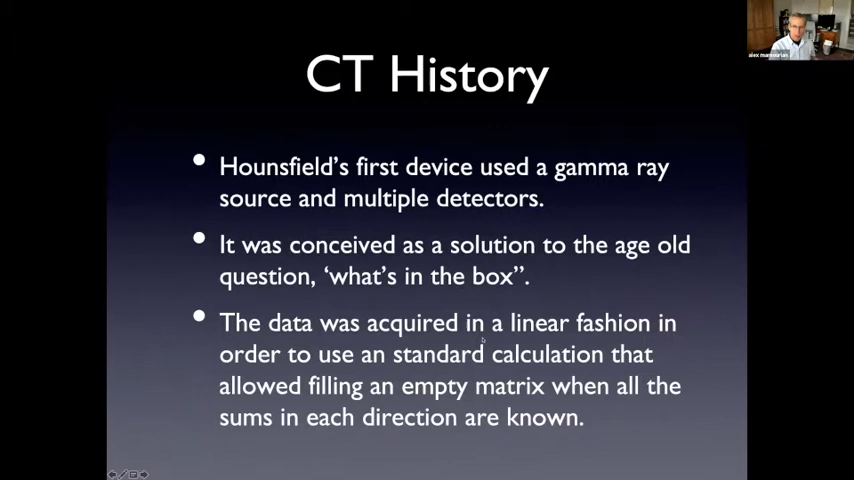 CT History
alex mamourian
• Hounsfield's first device used a gamma ray
source and multiple detectors.
• It was conceived as a solution to the age old
question, ‘what's in the box”.
• The data was acquired in a linear fashion in
order to use an standard calculation that
allowed filling an empty matrix when all the
sums in each direction are known.